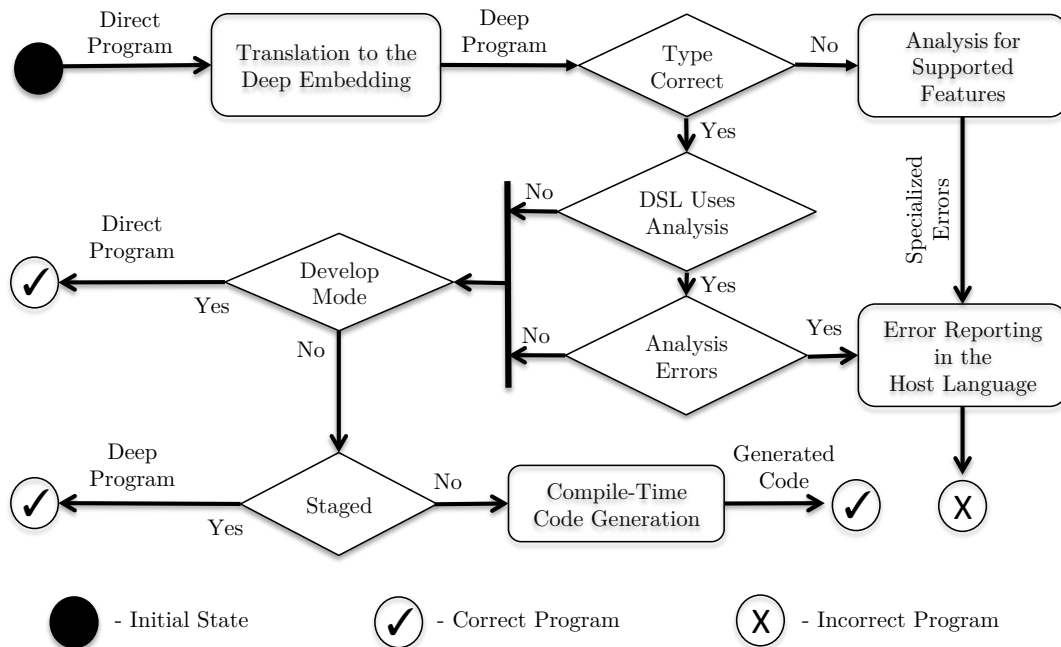 Direct
Program
Translation to the
Deep Embedding
Deep
Program
Type
Correct
No
Analysis for
Supported
Features
Yes
Specialized
Errors
No
DSL Uses
Analysis
Direct
Program
Develop
Mode
Yes
Yes
No
No
Analysis
Errors
Yes
Error Reporting
in the
Host Language
Deep
Program
Staged
Yes
No
Compile-Time
Code Generation
Generated
Code
X
- Initial State
- Correct Program
X
- Incorrect Program